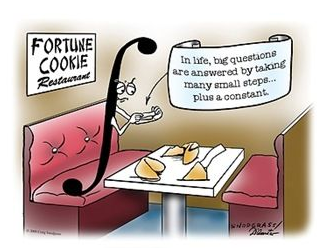 FORTUNE
COOKIE
Restaurant
In life, big questions
are answered by taking
many small steps...
plus a constant.